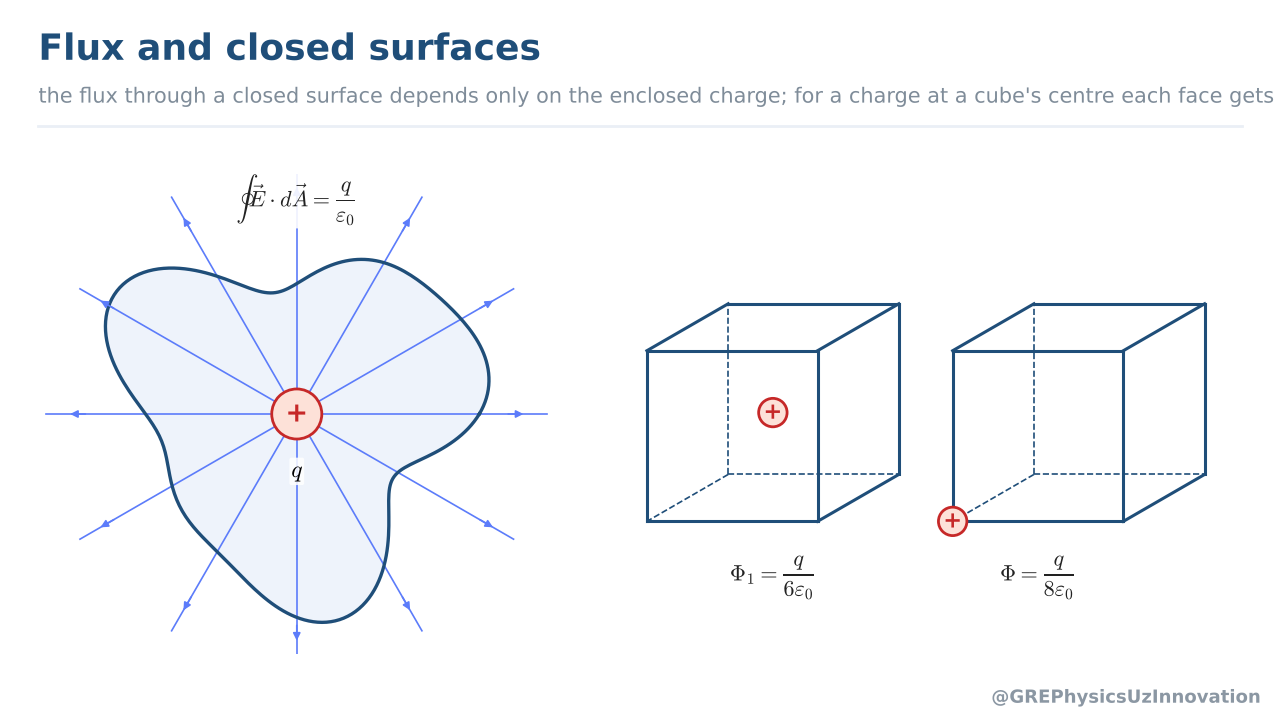 Flux and closed surfaces
the flux through a closed surface depends only on the enclosed charge; for a charge at a cube's centre each face gets
∮E⃗ · dA⃗ = q/ε₀
+
q
+
+
Φ₁ = q/6ε₀
Φ = q/8ε₀
@GREPhysicsUzInnovation